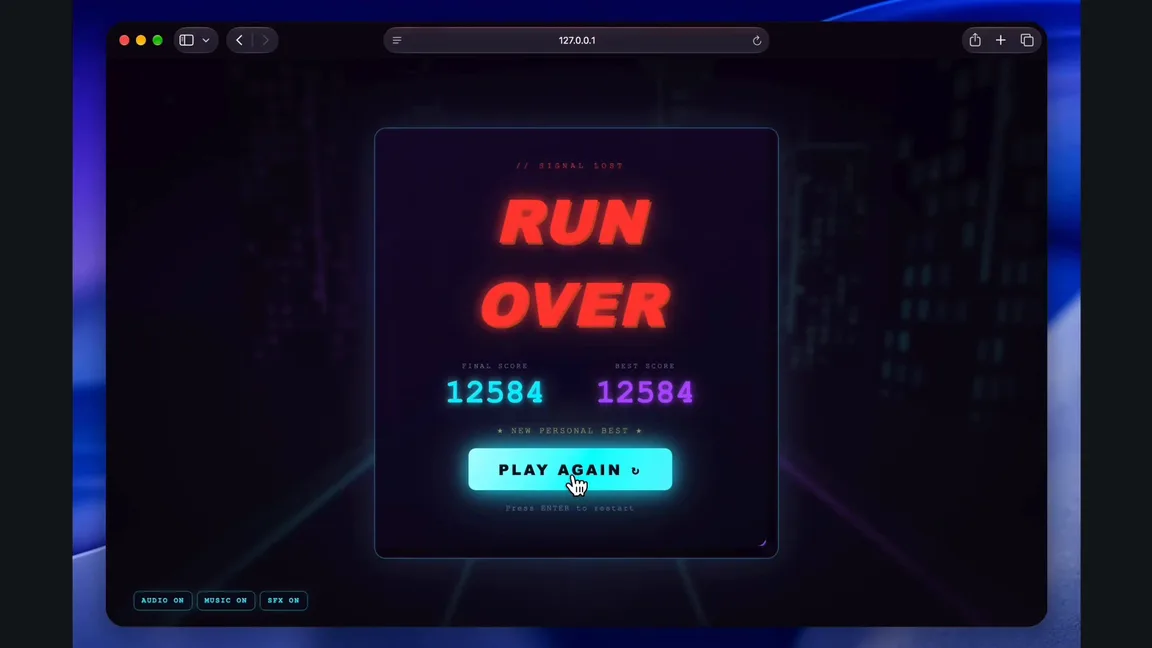 127.0.0.1
// SIGNAL LOST
RUN
OVER
FINAL SCORE
BEST SCORE
12584
12584
★ NEW PERSONAL BEST ★
PLAY AGAIN ↻
Press ENTER to restart
AUDIO ON
MUSIC ON
SFX ON